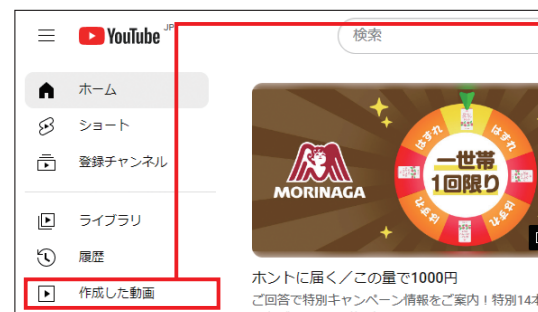 YouTube JP
検索
ホーム
ショート
登録チャンネル
ライブラリ
履歴
作成した動画
MORINAGA
一世帯
1回限り
はずれ
はずれ
はずれ
はずれ
ホントに届く／この量で1000円
ご回答で特別キャンペーン情報をご案内！特別14本